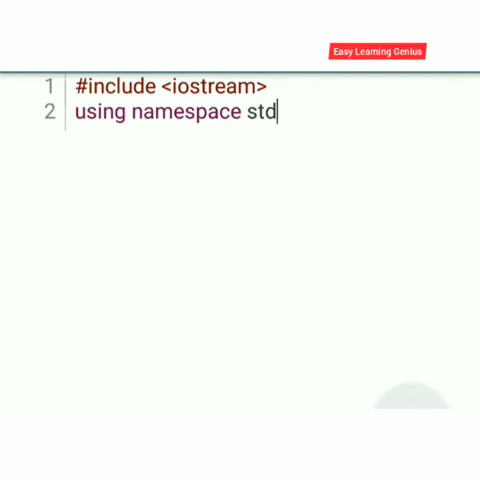 Easy Learning Genius
1 #include <iostream>
2 using namespace std